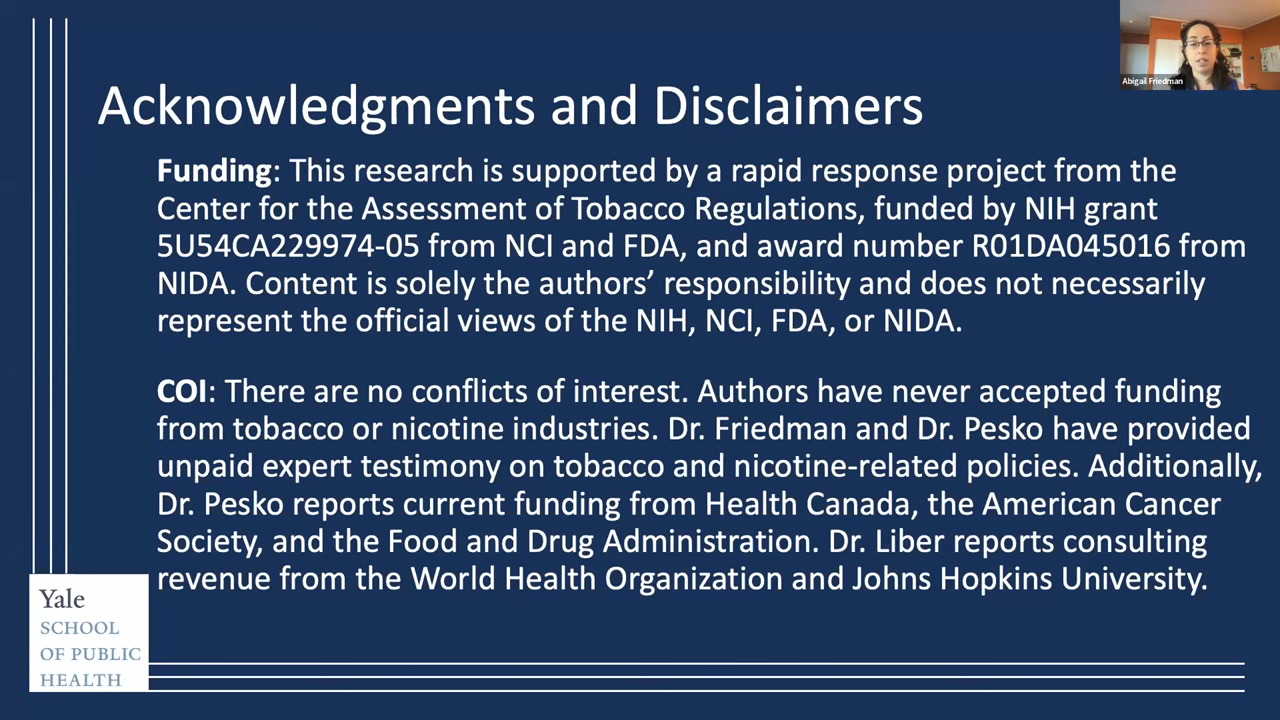 Abigail Friedman
Acknowledgments and Disclaimers
Funding: This research is supported by a rapid response project from the
Center for the Assessment of Tobacco Regulations, funded by NIH grant
5U54CA229974-05 from NCI and FDA, and award number R01DA045016 from
NIDA. Content is solely the authors’ responsibility and does not necessarily
represent the official views of the NIH, NCI, FDA, or NIDA.
COI: There are no conflicts of interest. Authors have never accepted funding
from tobacco or nicotine industries. Dr. Friedman and Dr. Pesko have provided
unpaid expert testimony on tobacco and nicotine-related policies. Additionally,
Dr. Pesko reports current funding from Health Canada, the American Cancer
Society, and the Food and Drug Administration. Dr. Liber reports consulting
revenue from the World Health Organization and Johns Hopkins University.
Yale
SCHOOL
OF PUBLIC
HEALTH